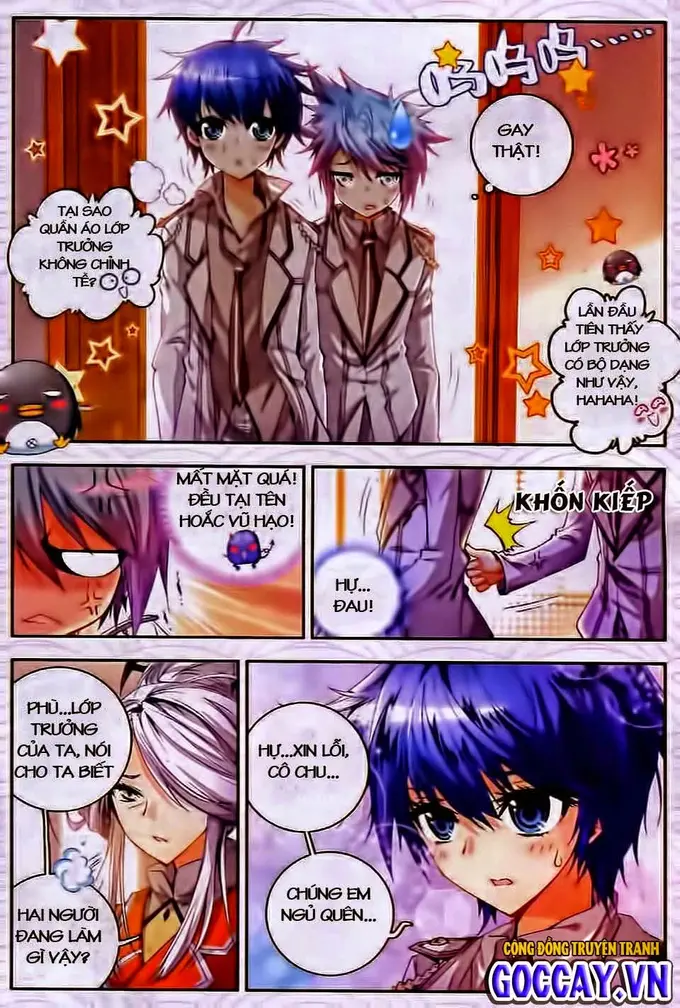 呜呜呜......
GAY
THẬT!
TẠI SAO
QUẦN ÁO LỚP
TRƯỞNG
KHÔNG CHỈNH
TỀ?
LẦN ĐẦU
TIÊN THẤY
LỚP TRƯỞNG
CÓ BỘ DẠNG
NHƯ VẬY,
HAHAHA!
MẤT MẶT QUÁ!
ĐỀU TẠI TÊN
HOẮC VŨ HẠO!
KHỐN KIẾP
HỰ...
ĐAU!
PHÙ...LỚP
TRƯỞNG
CỦA TA, NÓI
CHO TA BIẾT
HAI NGƯỜI
ĐANG LÀM
GÌ VẬY?
HỰ...XIN LỖI,
CÔ CHU...
CHÚNG EM
NGỦ QUÊN...
CỘNG ĐỒNG TRUYỆN TRANH
GOCCAY.VN